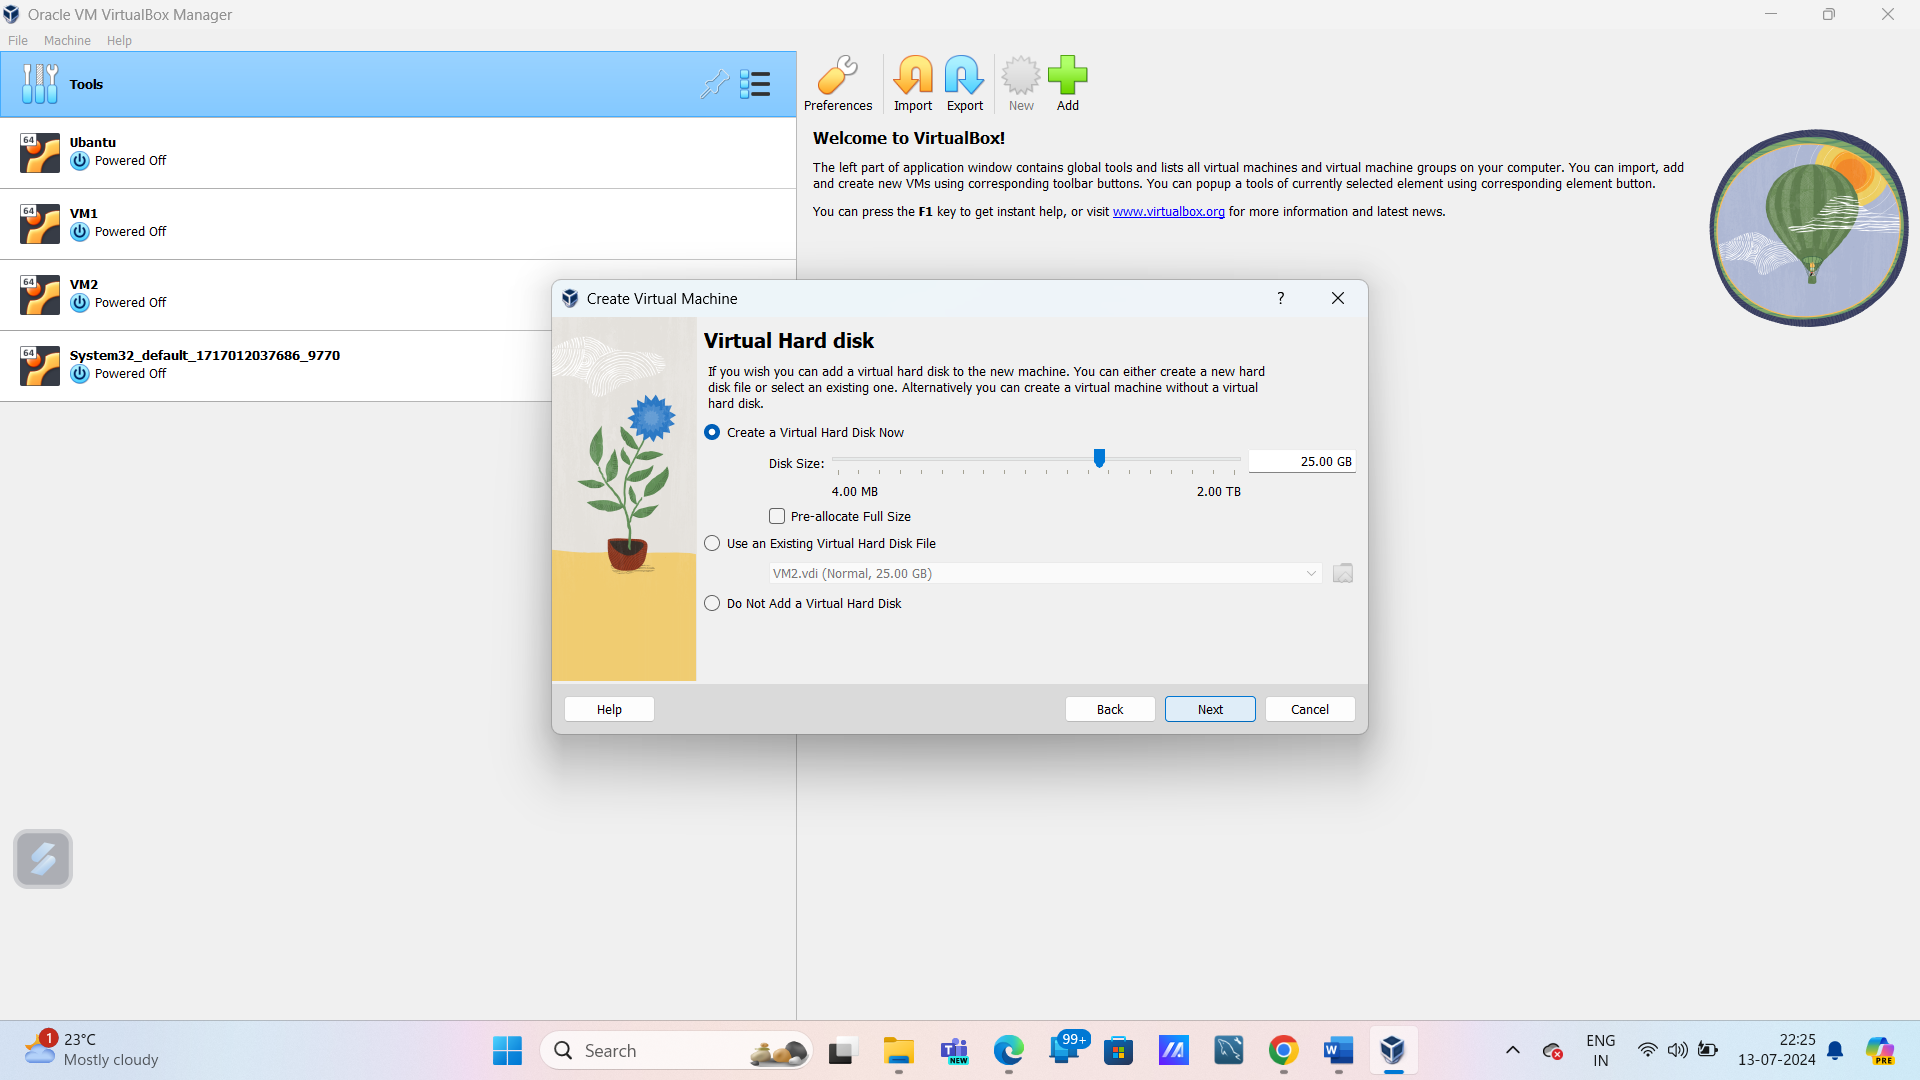 Oracle VM VirtualBox Manager
File Machine Help
Tools
64
Ubantu
Powered Off
64
VM1
Powered Off
64
VM2
Powered Off
64
System32_default_1717012037686_9770
Powered Off
Preferences Import Export New Add
Welcome to VirtualBox!
The left part of application window contains global tools and lists all virtual machines and virtual machine groups on your computer. You can import, add
and create new VMs using corresponding toolbar buttons. You can popup a tools of currently selected element using corresponding element button.
You can press the F1 key to get instant help, or visit www.virtualbox.org for more information and latest news.
Create Virtual Machine ?
Virtual Hard disk
If you wish you can add a virtual hard disk to the new machine. You can either create a new hard
disk file or select an existing one. Alternatively you can create a virtual machine without a virtual
hard disk.
Create a Virtual Hard Disk Now
Disk Size: 25.00 GB
4.00 MB 2.00 TB
Pre-allocate Full Size
Use an Existing Virtual Hard Disk File
VM2.vdi (Normal, 25.00 GB)
Do Not Add a Virtual Hard Disk
Help Back Next Cancel
1
23°C
Mostly cloudy
Search
NEW
99+
ENG
IN
22:25
13-07-2024
PRE